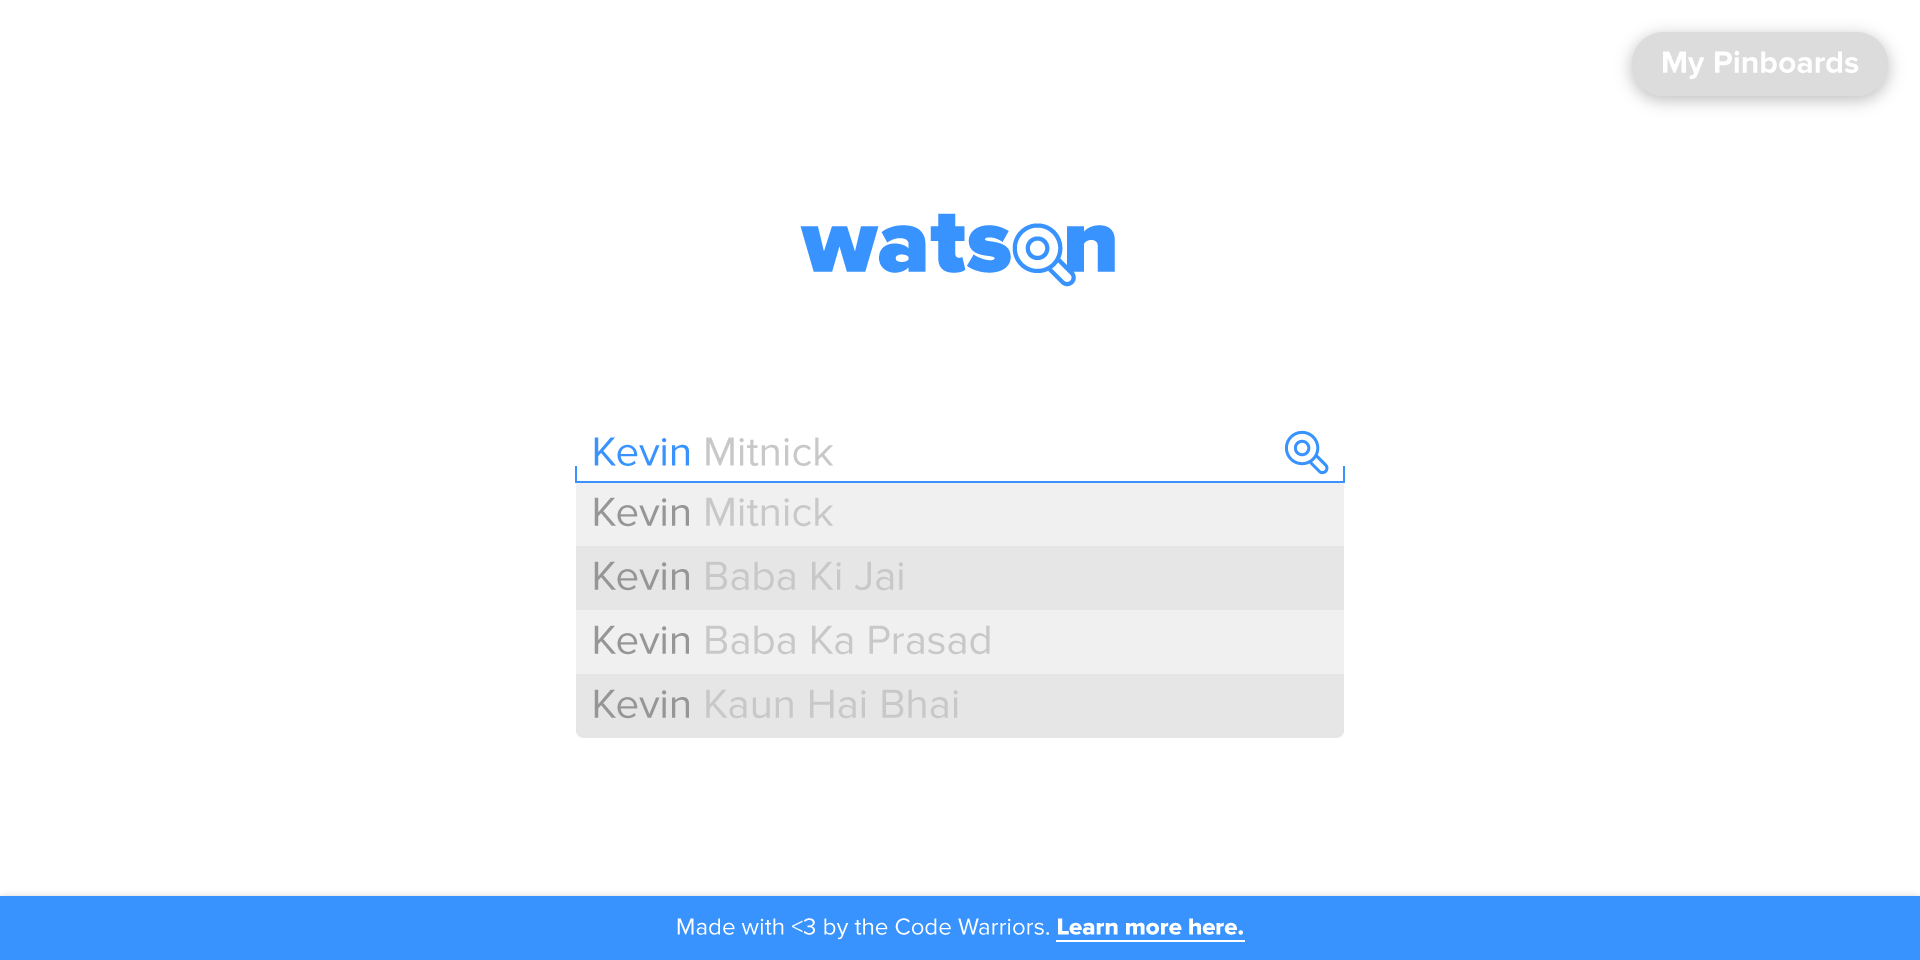 My Pinboards
watson
Kevin Mitnick
Kevin Mitnick
Kevin Baba Ki Jai
Kevin Baba Ka Prasad
Kevin Kaun Hai Bhai
Made with <3 by the Code Warriors. Learn more here.